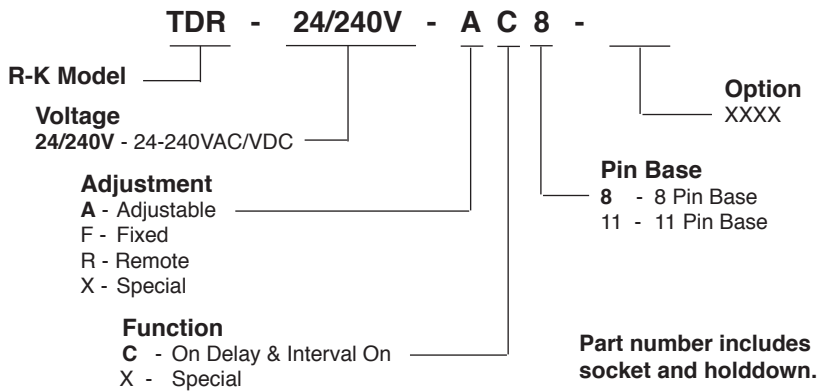 TDR - 24/240V - A C 8 -
R-K Model
Voltage
24/240V - 24-240VAC/VDC
Option
XXXX
Adjustment
A - Adjustable
F - Fixed
R - Remote
X - Special
Pin Base
8 - 8 Pin Base
11 - 11 Pin Base
Function
C - On Delay & Interval On
X - Special
Part number includes
socket and holddown.